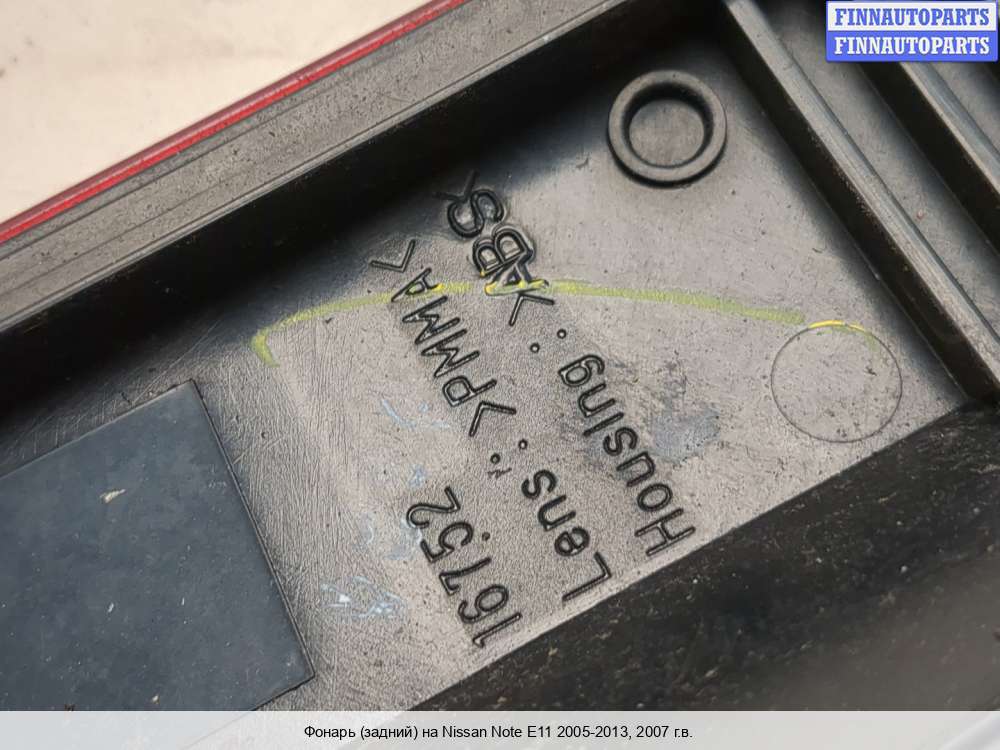 FINNAUTOPARTS
FINNAUTOPARTS
16752
Lens : >PMMA<
Housing : >ABS<
Фонарь (задний) на Nissan Note E11 2005-2013, 2007 г.в.